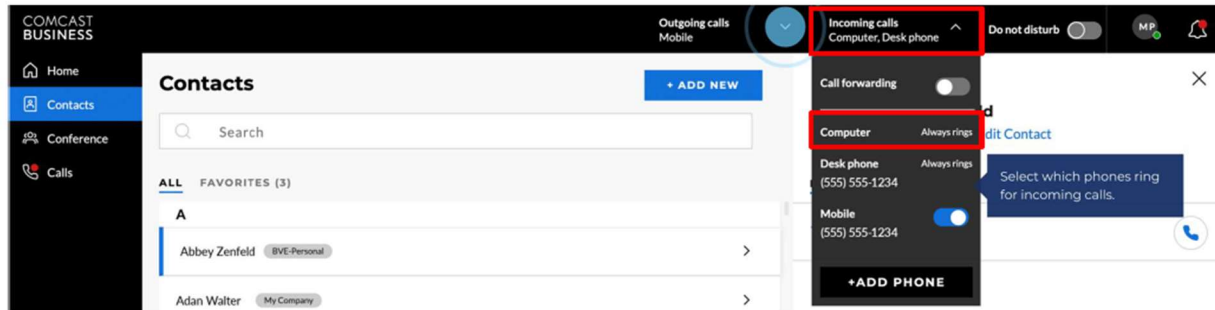 COMCAST
BUSINESS
Outgoing calls
Mobile
Incoming calls
Computer, Desk phone
Do not disturb
MP
Home
Contacts
Conference
Calls
Contacts
+ ADD NEW
Search
ALL FAVORITES (3)
A
Abbey Zenfeld BVE-Personal
Adan Walter My Company
Call forwarding
Computer Always rings
Desk phone Always rings
(555) 555-1234
Mobile
(555) 555-1234
+ADD PHONE
d
dit Contact
Select which phones ring
for incoming calls.